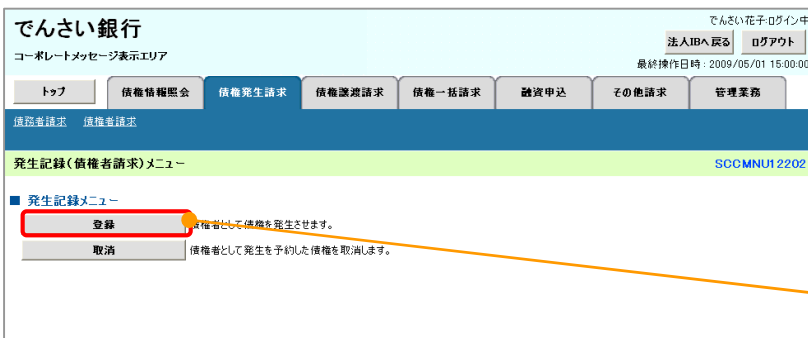 でんさい銀行
コーポレートメッセージ表示エリア
でんさい花子:ログイン中
法人IBへ戻る ログアウト
最終操作日時:2009/05/01 15:00:00
トップ 債権情報照会 債権発生請求 債権譲渡請求 債権一括請求 融資申込 その他請求 管理業務
債務者請求 債権者請求
発生記録(債権者請求)メニュー SCCMNU12202
■ 発生記録メニュー
登録 債権者として債権を発生させます。
取消 債権者として発生を予約した債権を取消します。